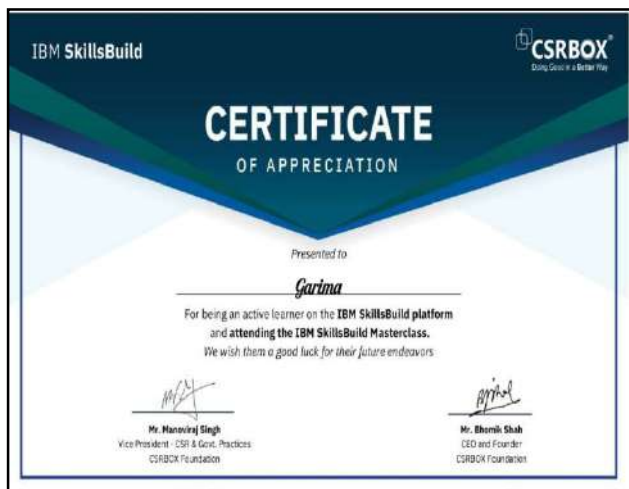 IBM SkillsBuild
CSRBOX®
Doing Good in a Better Way
CERTIFICATE
OF APPRECIATION
Presented to
Garima
For being an active learner on the IBM SkillsBuild platform
and attending the IBM SkillsBuild Masterclass.
We wish them a good luck for their future endeavors
Mr. Manoviraj Singh
Vice President - CSR & Govt. Practices
CSRBOX Foundation
Mr. Bhomik Shah
CEO and Founder
CSRBOX Foundation